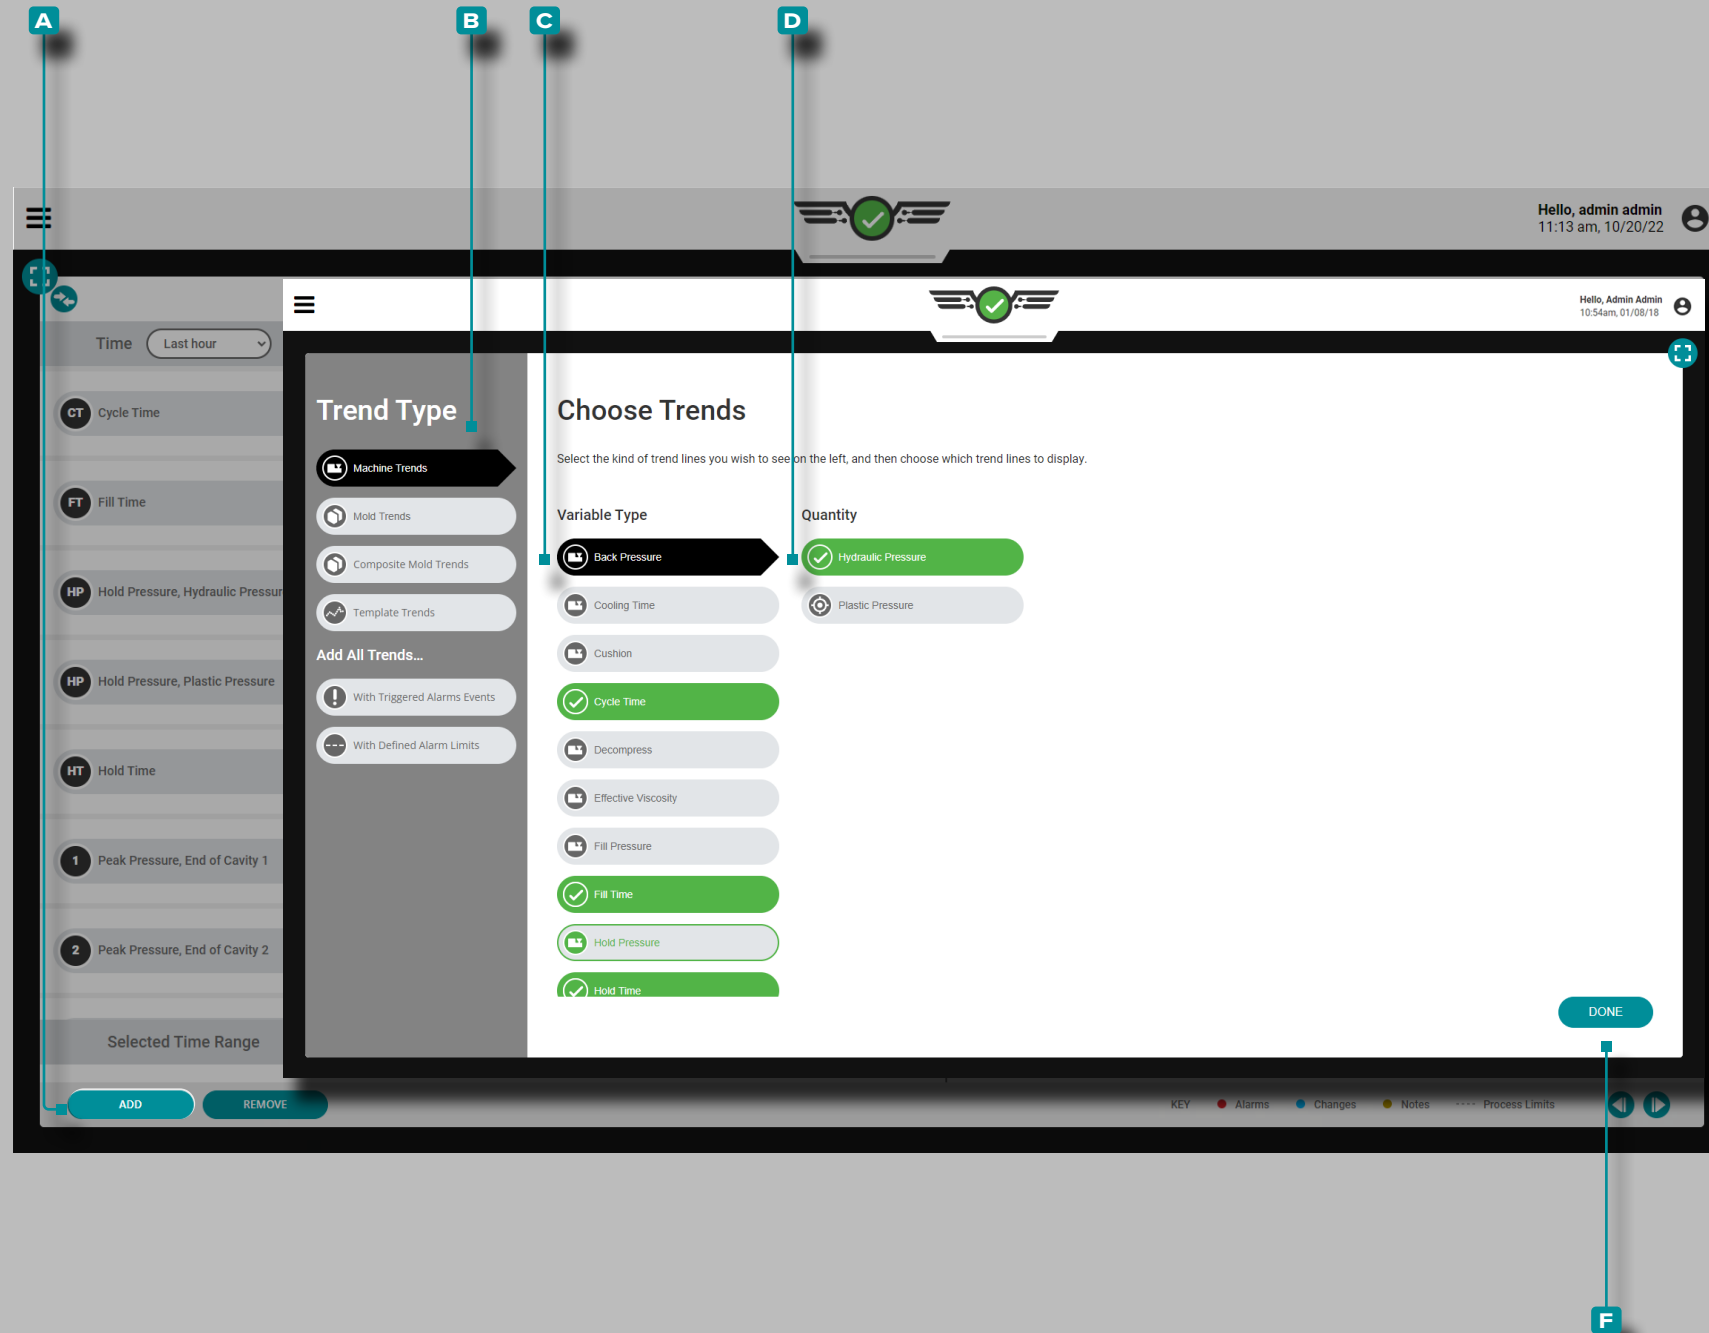 A
B
C
D
Hello, admin admin
11:13 am, 10/20/22
Hello, Admin Admin
10:54am, 01/08/18
Time
Last hour
CT Cycle Time
FT Fill Time
HP Hold Pressure, Hydraulic Pressur
HP Hold Pressure, Plastic Pressure
HT Hold Time
1 Peak Pressure, End of Cavity 1
2 Peak Pressure, End of Cavity 2
Selected Time Range
Trend Type
Machine Trends
Mold Trends
Composite Mold Trends
Template Trends
Add All Trends...
With Triggered Alarms Events
With Defined Alarm Limits
Choose Trends
Select the kind of trend lines you wish to see on the left, and then choose which trend lines to display.
Variable Type
Back Pressure
Cooling Time
Cushion
Cycle Time
Decompress
Effective Viscosity
Fill Pressure
Fill Time
Hold Pressure
Hold Time
Quantity
Hydraulic Pressure
Plastic Pressure
DONE
ADD
REMOVE
KEY
Alarms
Changes
Notes
Process Limits
F